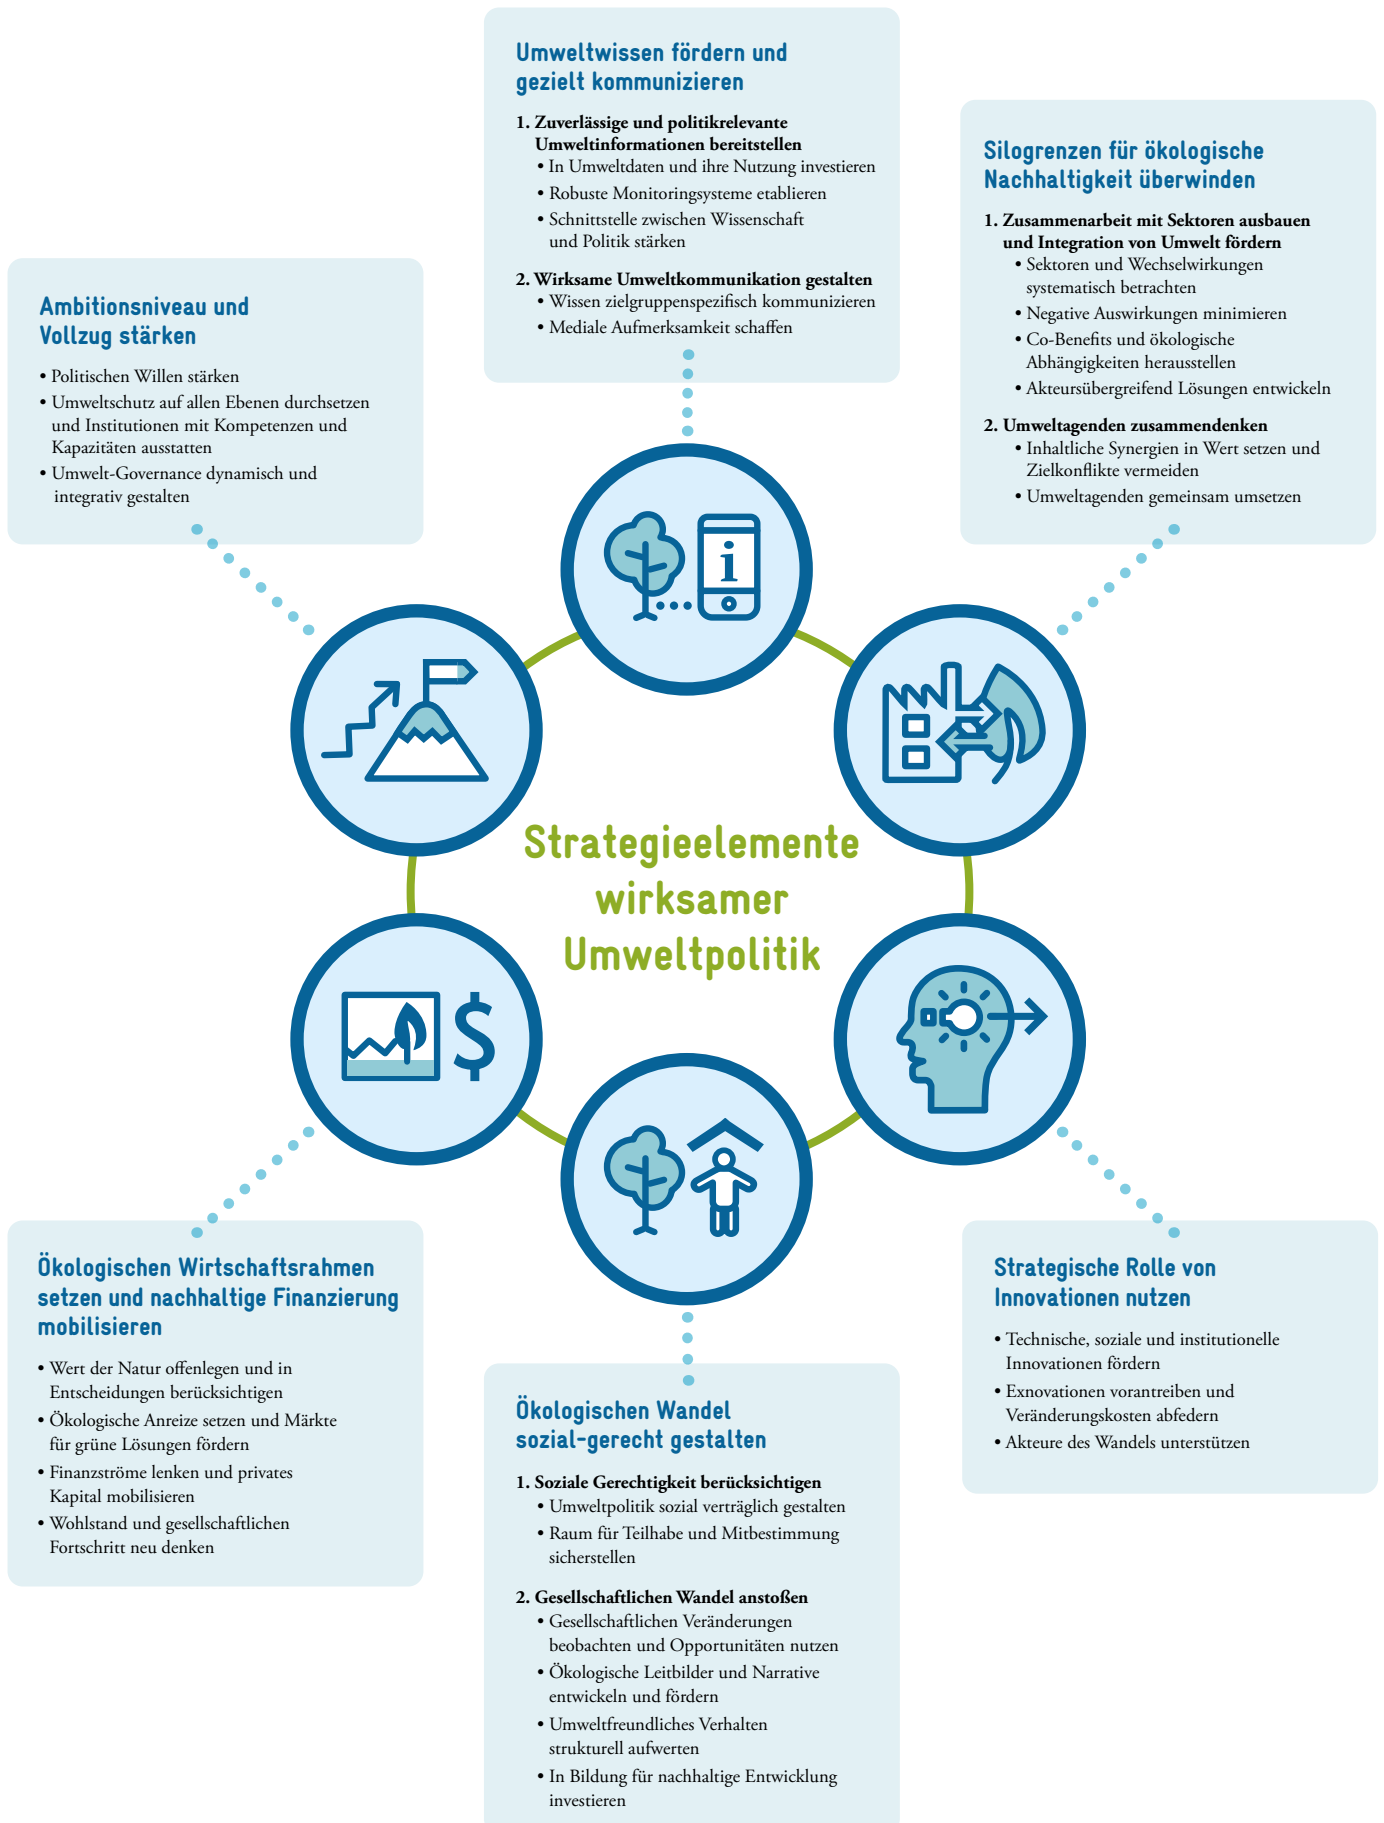 Umweltwissen fördern und
gezielt kommunizieren
1. Zuverlässige und politikrelevante
Umweltinformationen bereitstellen
• In Umweltdaten und ihre Nutzung investieren
• Robuste Monitoringsysteme etablieren
• Schnittstelle zwischen Wissenschaft
und Politik stärken
2. Wirksame Umweltkommunikation gestalten
• Wissen zielgruppenspezifisch kommunizieren
• Mediale Aufmerksamkeit schaffen
Silogrenzen für ökologische
Nachhaltigkeit überwinden
1. Zusammenarbeit mit Sektoren ausbauen
und Integration von Umwelt fördern
• Sektoren und Wechselwirkungen
systematisch betrachten
• Negative Auswirkungen minimieren
• Co-Benefits und ökologische
Abhängigkeiten herausstellen
• Akteursübergreifend Lösungen entwickeln
2. Umweltagenden zusammendenken
• Inhaltliche Synergien in Wert setzen und
Zielkonflikte vermeiden
• Umweltagenden gemeinsam umsetzen
Ambitionsniveau und
Vollzug stärken
• Politischen Willen stärken
• Umweltschutz auf allen Ebenen durchsetzen
und Institutionen mit Kompetenzen und
Kapazitäten ausstatten
• Umwelt-Governance dynamisch und
integrativ gestalten
i
Strategieelemente
wirksamer
Umweltpolitik
$
Ökologischen Wirtschaftsrahmen
setzen und nachhaltige Finanzierung
mobilisieren
• Wert der Natur offenlegen und in
Entscheidungen berücksichtigen
• Ökologische Anreize setzen und Märkte
für grüne Lösungen fördern
• Finanzströme lenken und privates
Kapital mobilisieren
• Wohlstand und gesellschaftlichen
Fortschritt neu denken
Strategische Rolle von
Innovationen nutzen
• Technische, soziale und institutionelle
Innovationen fördern
• Exnovationen vorantreiben und
Veränderungskosten abfedern
• Akteure des Wandels unterstützen
Ökologischen Wandel
sozial-gerecht gestalten
1. Soziale Gerechtigkeit berücksichtigen
• Umweltpolitik sozial verträglich gestalten
• Raum für Teilhabe und Mitbestimmung
sicherstellen
2. Gesellschaftlichen Wandel anstoßen
• Gesellschaftlichen Veränderungen
beobachten und Opportunitäten nutzen
• Ökologische Leitbilder und Narrative
entwickeln und fördern
• Umweltfreundliches Verhalten
strukturell aufwerten
• In Bildung für nachhaltige Entwicklung
investieren